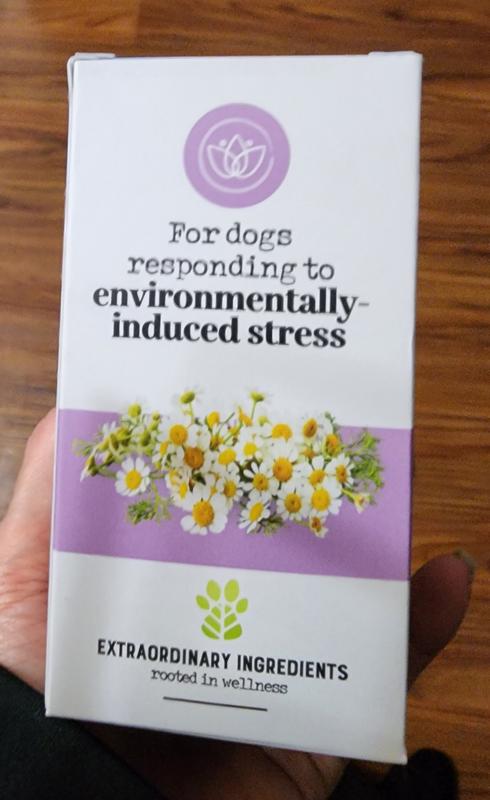 For dogs
responding to
environmentally-
induced stress
EXTRAORDINARY INGREDIENTS
rooted in wellness